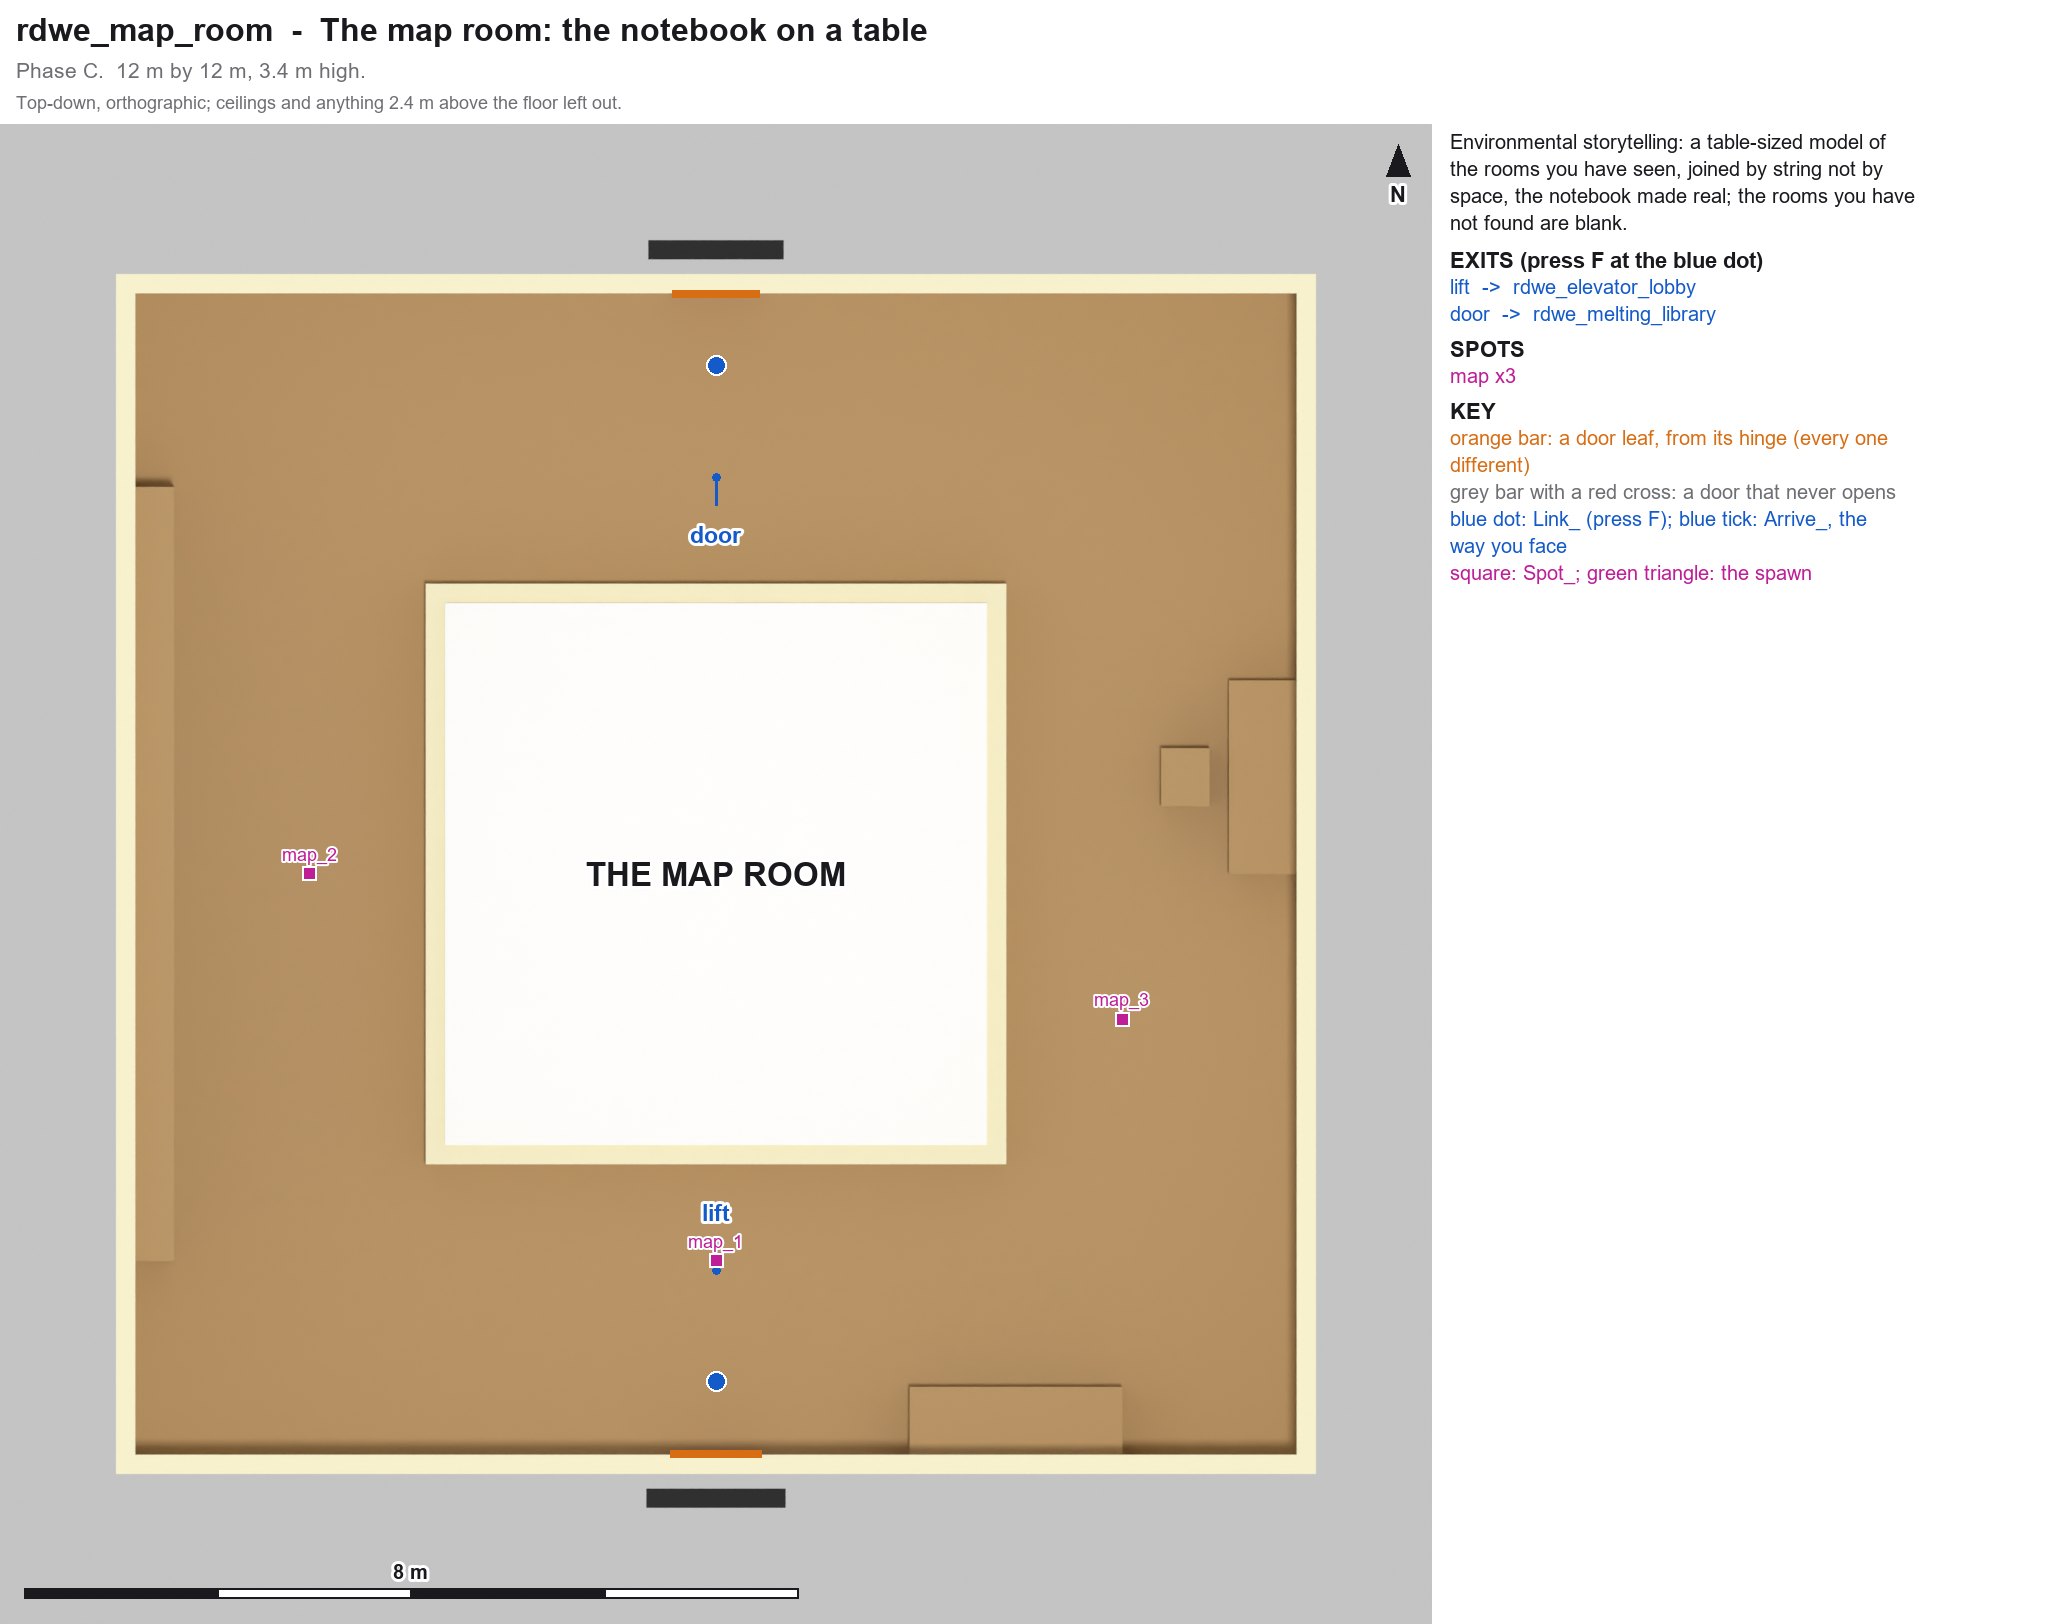 rdwe_map_room  -  The map room: the notebook on a table
Phase C.  12 m by 12 m, 3.4 m high.
Top-down, orthographic; ceilings and anything 2.4 m above the floor left out.
N
door
map_2
THE MAP ROOM
map_3
lift
map_1
8 m
Environmental storytelling: a table-sized model of
the rooms you have seen, joined by string not by
space, the notebook made real; the rooms you have
not found are blank.
EXITS (press F at the blue dot)
lift  ->  rdwe_elevator_lobby
door  ->  rdwe_melting_library
SPOTS
map x3
KEY
orange bar: a door leaf, from its hinge (every one
different)
grey bar with a red cross: a door that never opens
blue dot: Link_ (press F); blue tick: Arrive_, the
way you face
square: Spot_; green triangle: the spawn